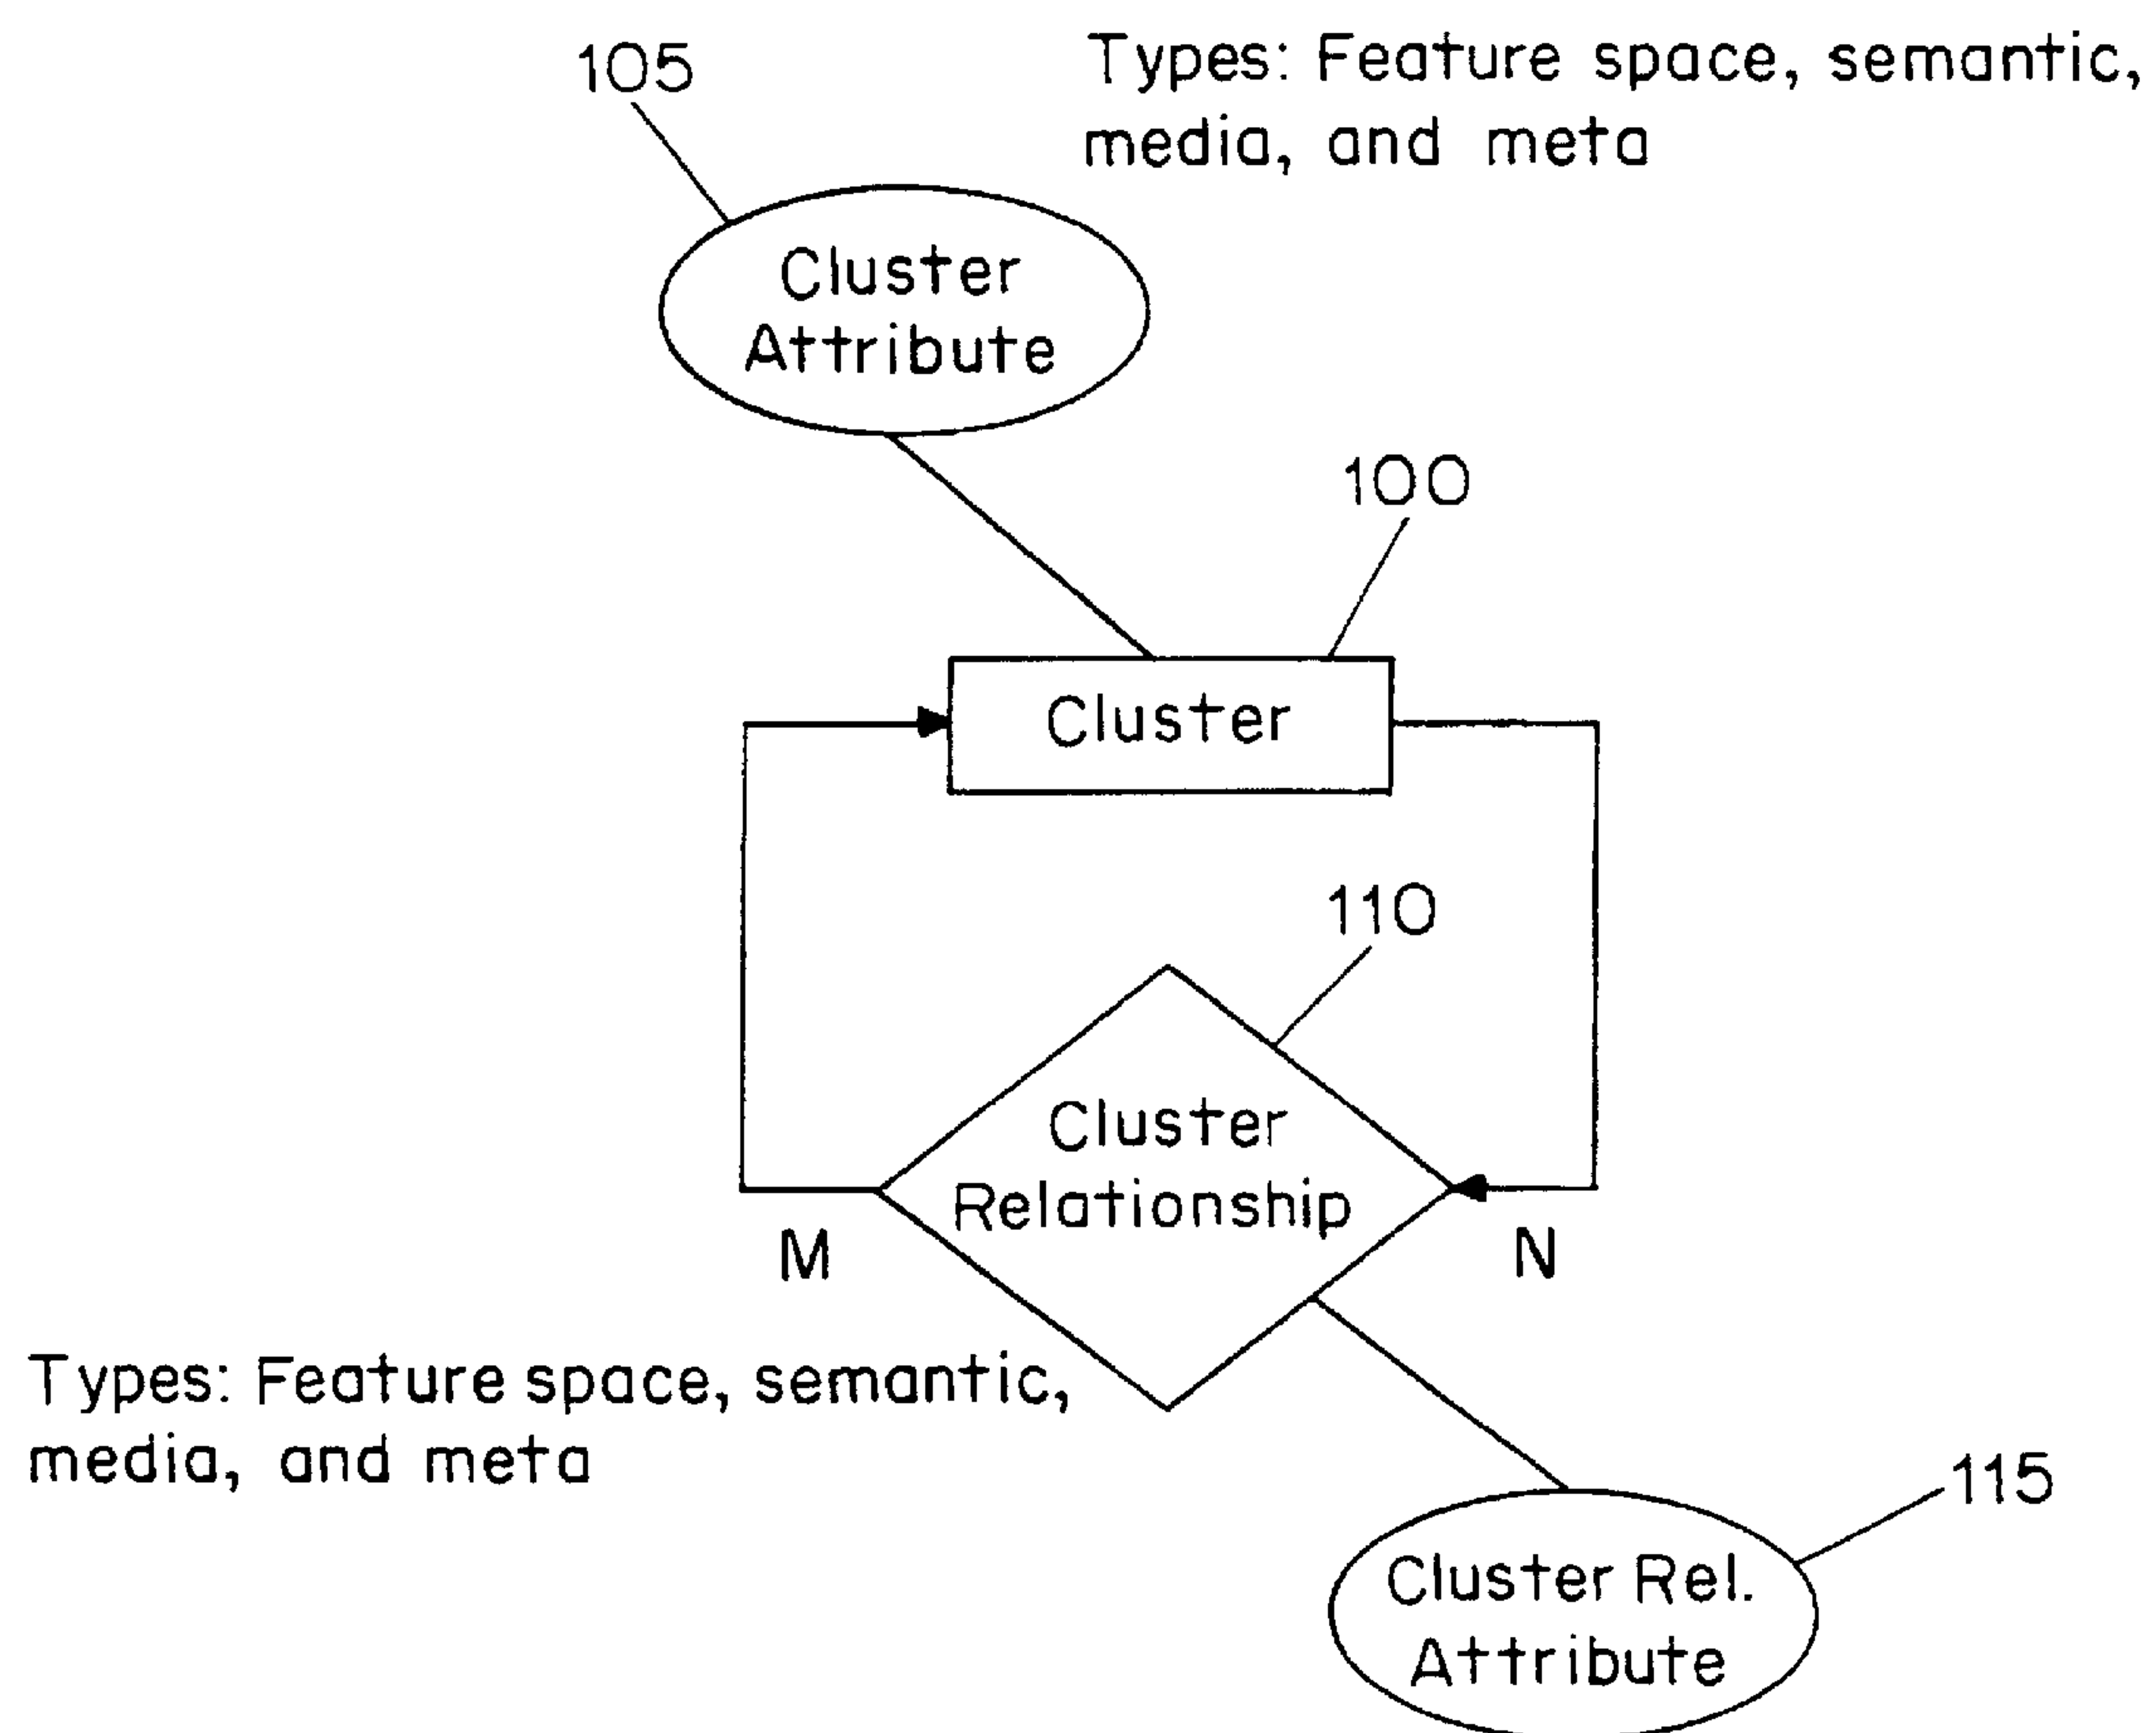 105
Types: Feature space, semantic,
media, and meta
Cluster
Attribute
100
Cluster
110
Cluster
Relationship
M
N
Types: Feature space, semantic,
media, and meta
115
Cluster Rel.
Attribute